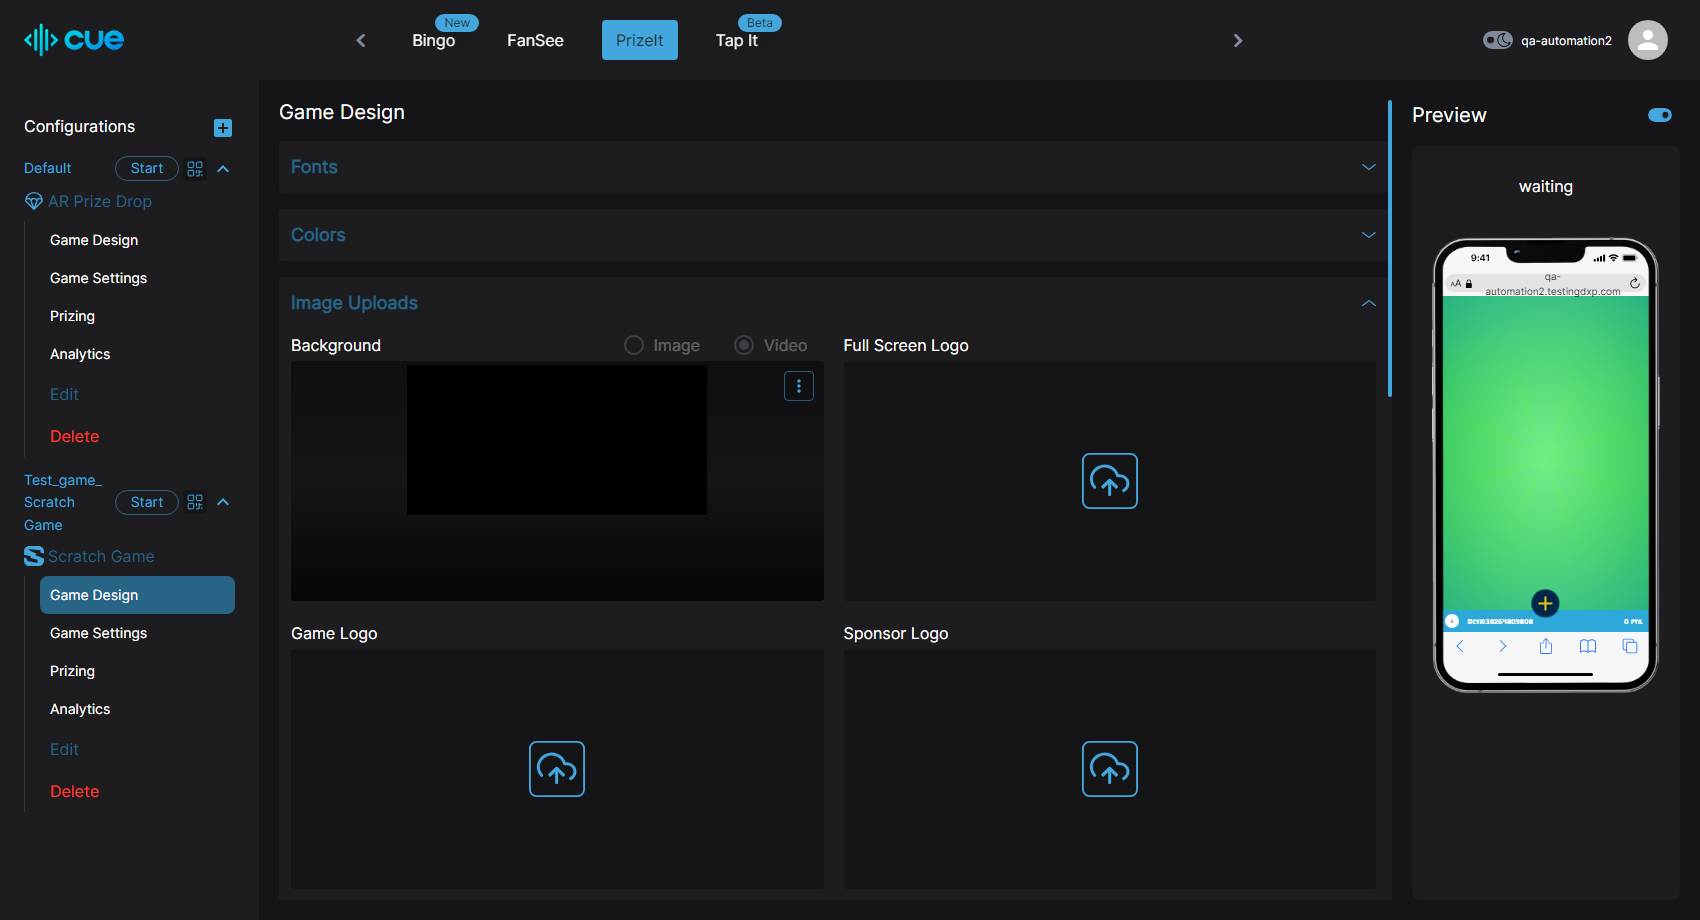 cue
New
Bingo
FanSee
PrizeIt
Beta
Tap It
qa-automation2
Configurations
Default
Start
AR Prize Drop
Game Design
Game Settings
Prizing
Analytics
Edit
Delete
Test_game_
Scratch
Game
Start
Scratch Game
Game Design
Game Settings
Prizing
Analytics
Edit
Delete
Game Design
Fonts
Colors
Image Uploads
Background
Image
Video
Full Screen Logo
Game Logo
Sponsor Logo
Preview
waiting
9:41
AA
qa-
automation2.testingdxp.com
0 PTS.